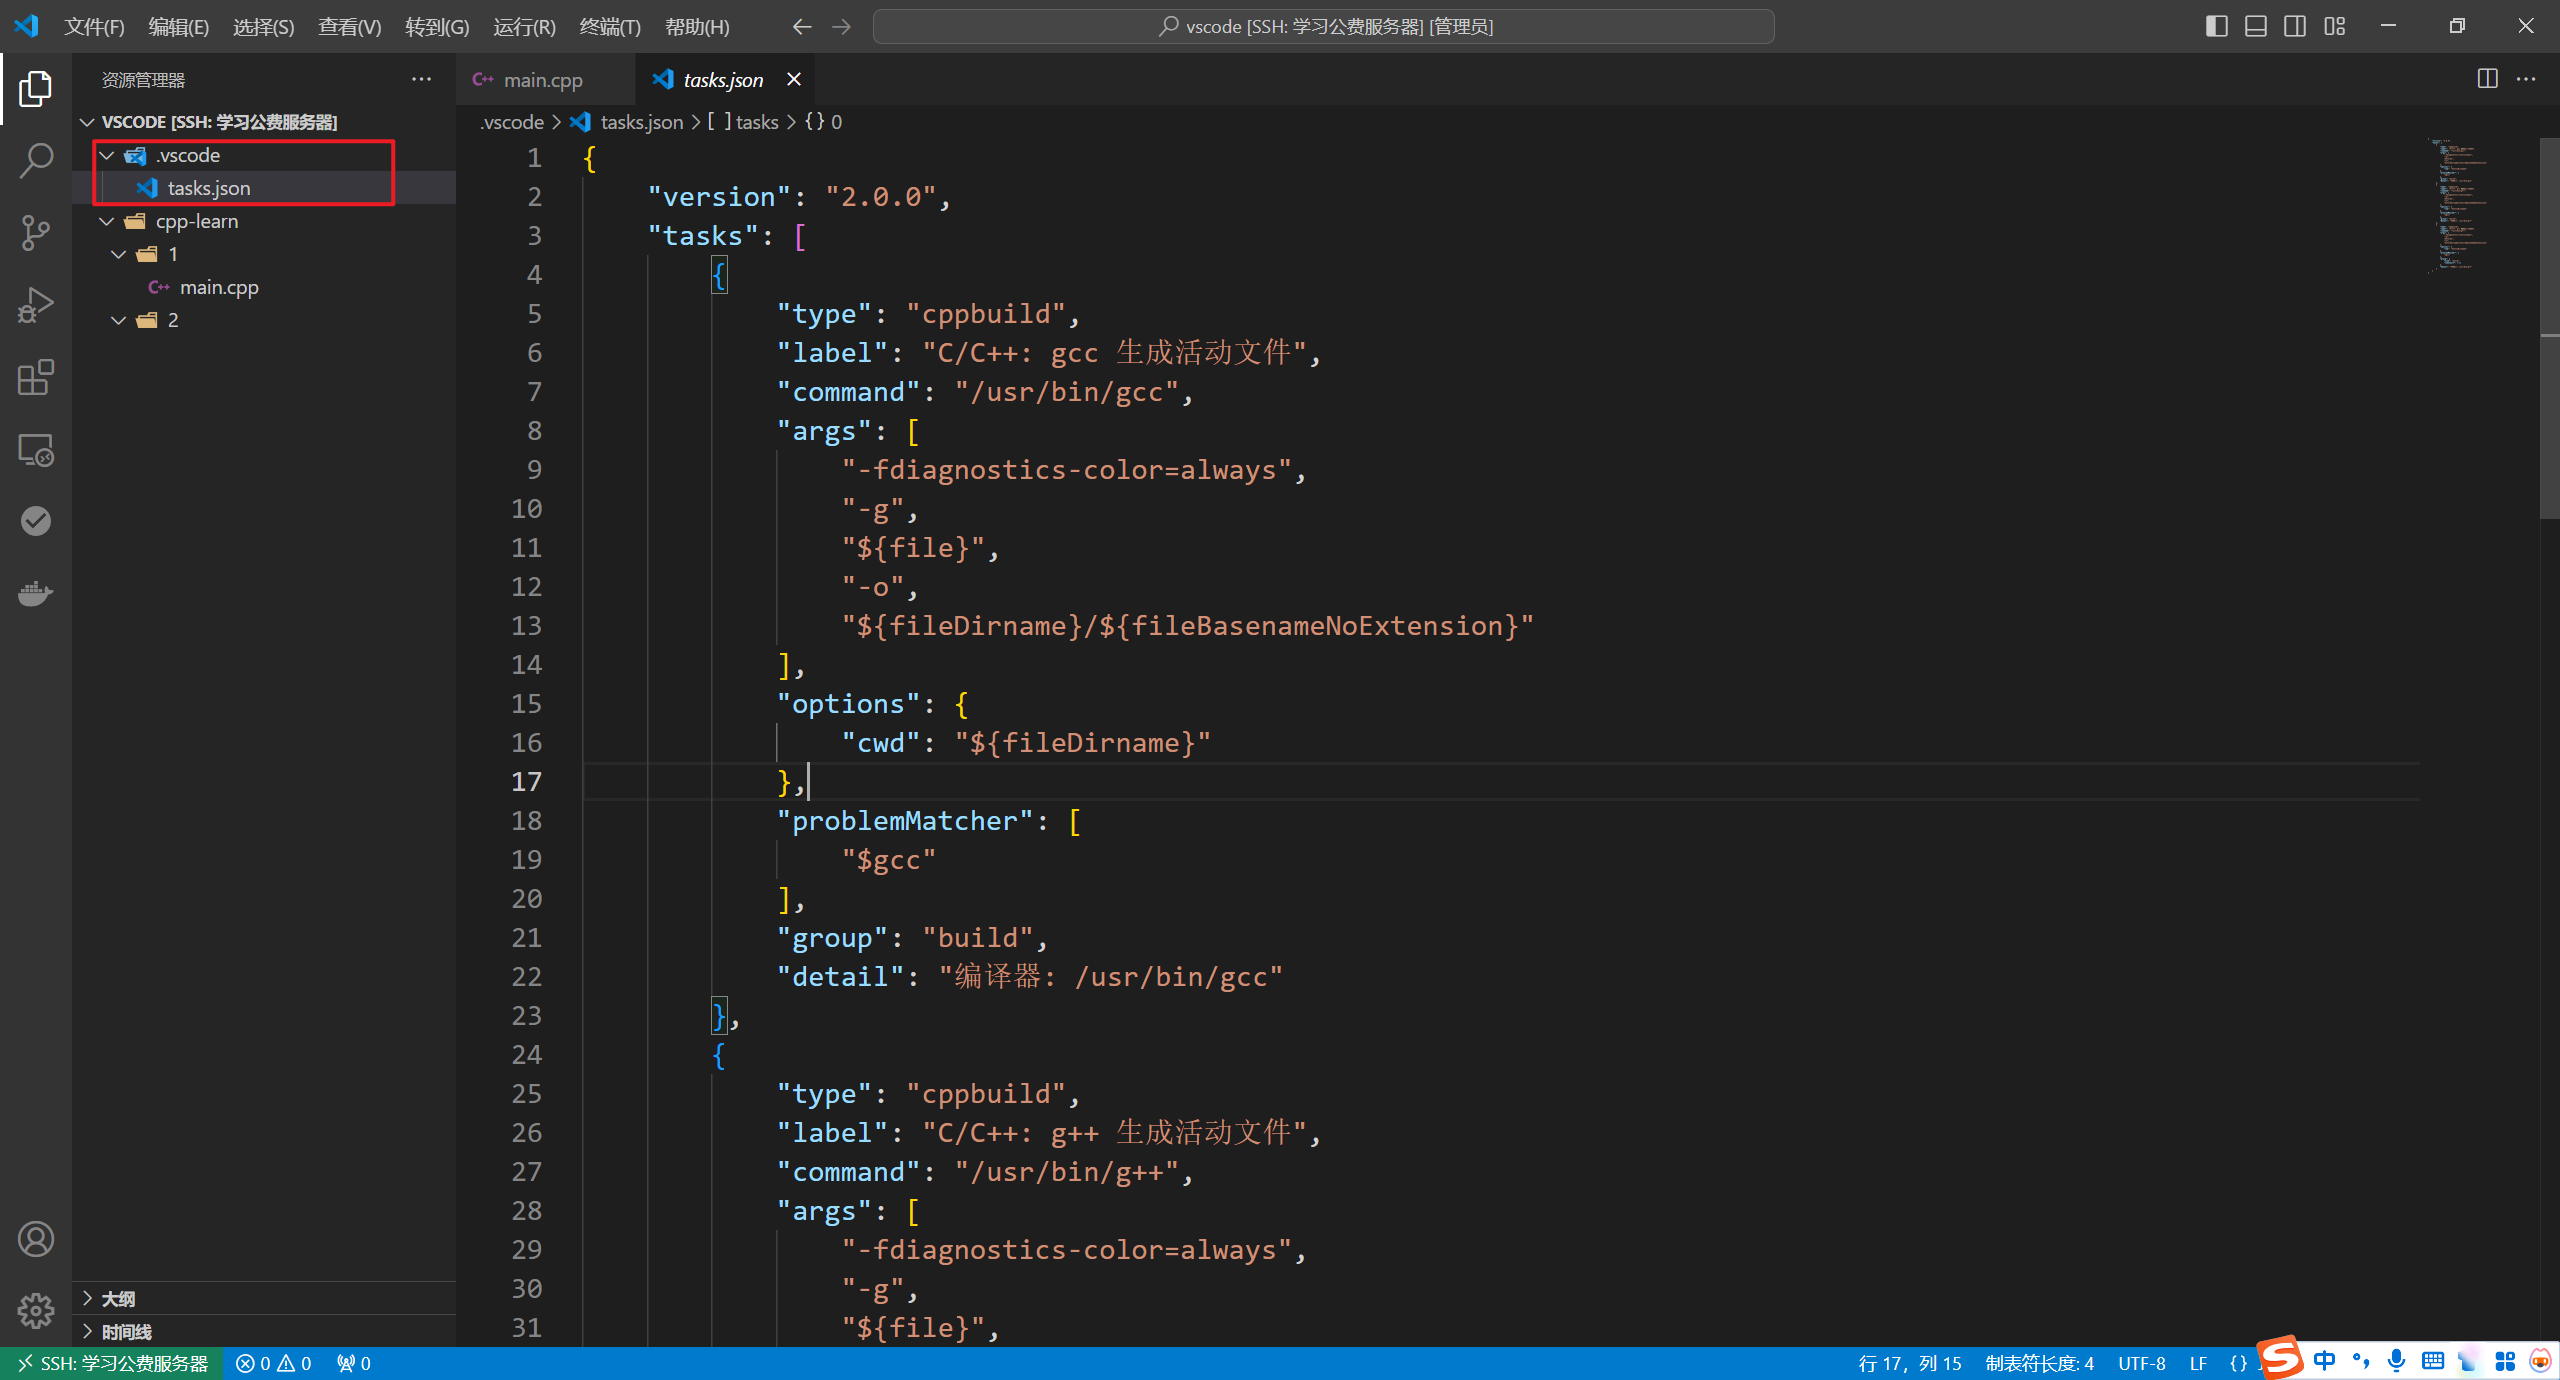 文件(F) 编辑(E) 选择(S) 查看(V) 转到(G) 运行(R) 终端(T) 帮助(H) vscode [SSH: 学习公费服务器] [管理员]
资源管理器
VSCODE [SSH: 学习公费服务器]
.vscode
tasks.json
cpp-learn
1
main.cpp
2
大纲
时间线
main.cpp tasks.json
.vscode > tasks.json > [ ] tasks > {} 0
1 {
2 "version": "2.0.0",
3 "tasks": [
4 {
5 "type": "cppbuild",
6 "label": "C/C++: gcc 生成活动文件",
7 "command": "/usr/bin/gcc",
8 "args": [
9 "-fdiagnostics-color=always",
10 "-g",
11 "${file}",
12 "-o",
13 "${fileDirname}/${fileBasenameNoExtension}"
14 ],
15 "options": {
16 "cwd": "${fileDirname}"
17 },
18 "problemMatcher": [
19 "$gcc"
20 ],
21 "group": "build",
22 "detail": "编译器: /usr/bin/gcc"
23 },
24 {
25 "type": "cppbuild",
26 "label": "C/C++: g++ 生成活动文件",
27 "command": "/usr/bin/g++",
28 "args": [
29 "-fdiagnostics-color=always",
30 "-g",
31 "${file}",
SSH: 学习公费服务器 0 0 0 行 17，列 15 制表符长度: 4 UTF-8 LF {} 中